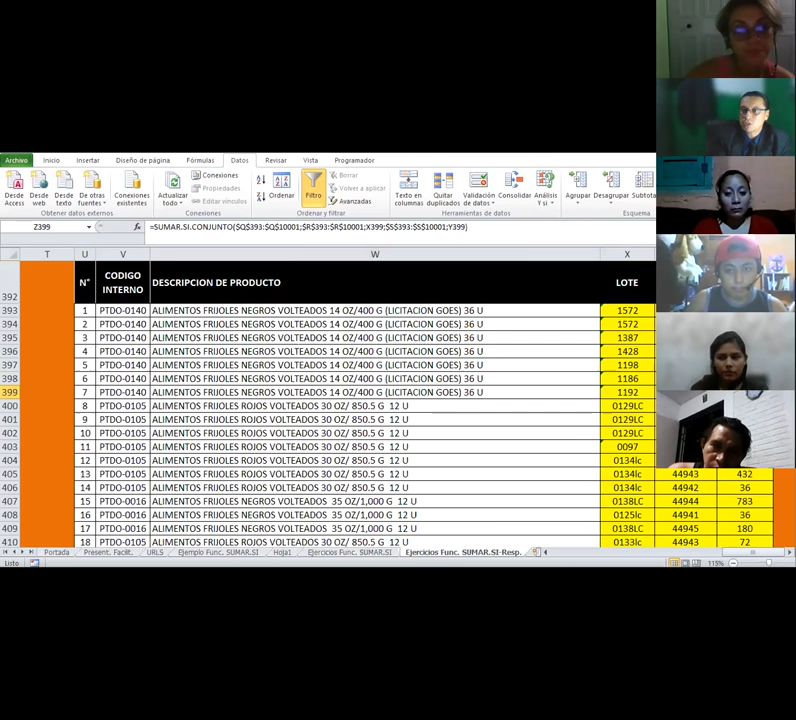 Archivo Inicio Insertar Diseño de página Fórmulas Datos Revisar Vista Programador
Desde Access Desde web Desde texto De otras fuentes Conexiones existentes Actualizar todo Conexiones Propiedades Editar vínculos Ordenar Filtro Borrar Volver a aplicar Avanzadas Texto en columnas Quitar duplicados Validación de datos Consolidar Análisis Y si Agrupar Desagrupar Subtota
Obtener datos externos Conexiones Ordenar y filtrar Herramientas de datos Esquema
Z399 fx =SUMAR.SI.CONJUNTO($Q$393:$Q$10001;$R$393:$R$10001;X399;$S$393:$S$10001;Y399)
T U V W X
392 N° CODIGO INTERNO DESCRIPCION DE PRODUCTO LOTE
393 1 PTDO-0140 ALIMENTOS FRIJOLES NEGROS VOLTEADOS 14 OZ/400 G (LICITACION GOES) 36 U 1572
394 2 PTDO-0140 ALIMENTOS FRIJOLES NEGROS VOLTEADOS 14 OZ/400 G (LICITACION GOES) 36 U 1572
395 3 PTDO-0140 ALIMENTOS FRIJOLES NEGROS VOLTEADOS 14 OZ/400 G (LICITACION GOES) 36 U 1387
396 4 PTDO-0140 ALIMENTOS FRIJOLES NEGROS VOLTEADOS 14 OZ/400 G (LICITACION GOES) 36 U 1428
397 5 PTDO-0140 ALIMENTOS FRIJOLES NEGROS VOLTEADOS 14 OZ/400 G (LICITACION GOES) 36 U 1198
398 6 PTDO-0140 ALIMENTOS FRIJOLES NEGROS VOLTEADOS 14 OZ/400 G (LICITACION GOES) 36 U 1186
399 7 PTDO-0140 ALIMENTOS FRIJOLES NEGROS VOLTEADOS 14 OZ/400 G (LICITACION GOES) 36 U 1192
400 8 PTDO-0105 ALIMENTOS FRIJOLES ROJOS VOLTEADOS 30 OZ/ 850.5 G 12 U 0129LC
401 9 PTDO-0105 ALIMENTOS FRIJOLES ROJOS VOLTEADOS 30 OZ/ 850.5 G 12 U 0129LC
402 10 PTDO-0105 ALIMENTOS FRIJOLES ROJOS VOLTEADOS 30 OZ/ 850.5 G 12 U 0129LC
403 11 PTDO-0105 ALIMENTOS FRIJOLES ROJOS VOLTEADOS 30 OZ/ 850.5 G 12 U 0097
404 12 PTDO-0105 ALIMENTOS FRIJOLES ROJOS VOLTEADOS 30 OZ/ 850.5 G 12 U 0134lc
405 13 PTDO-0105 ALIMENTOS FRIJOLES ROJOS VOLTEADOS 30 OZ/ 850.5 G 12 U 0134lc 44943 432
406 14 PTDO-0105 ALIMENTOS FRIJOLES ROJOS VOLTEADOS 30 OZ/ 850.5 G 12 U 0134lc 44942 36
407 15 PTDO-0016 ALIMENTOS FRIJOLES NEGROS VOLTEADOS 35 OZ/1,000 G 12 U 0138LC 44944 783
408 16 PTDO-0016 ALIMENTOS FRIJOLES NEGROS VOLTEADOS 35 OZ/1,000 G 12 U 0125lc 44941 36
409 17 PTDO-0016 ALIMENTOS FRIJOLES NEGROS VOLTEADOS 35 OZ/1,000 G 12 U 0138LC 44945 180
410 18 PTDO-0105 ALIMENTOS FRIJOLES ROJOS VOLTEADOS 30 OZ/ 850.5 G 12 U 0133lc 44943 72
Portada Present. Facilit. URLS Ejemplo Func. SUMAR.SI Hoja1 Ejercicios Func. SUMAR.SI Ejercicios Func. SUMAR.SI-Resp.
Listo 115%